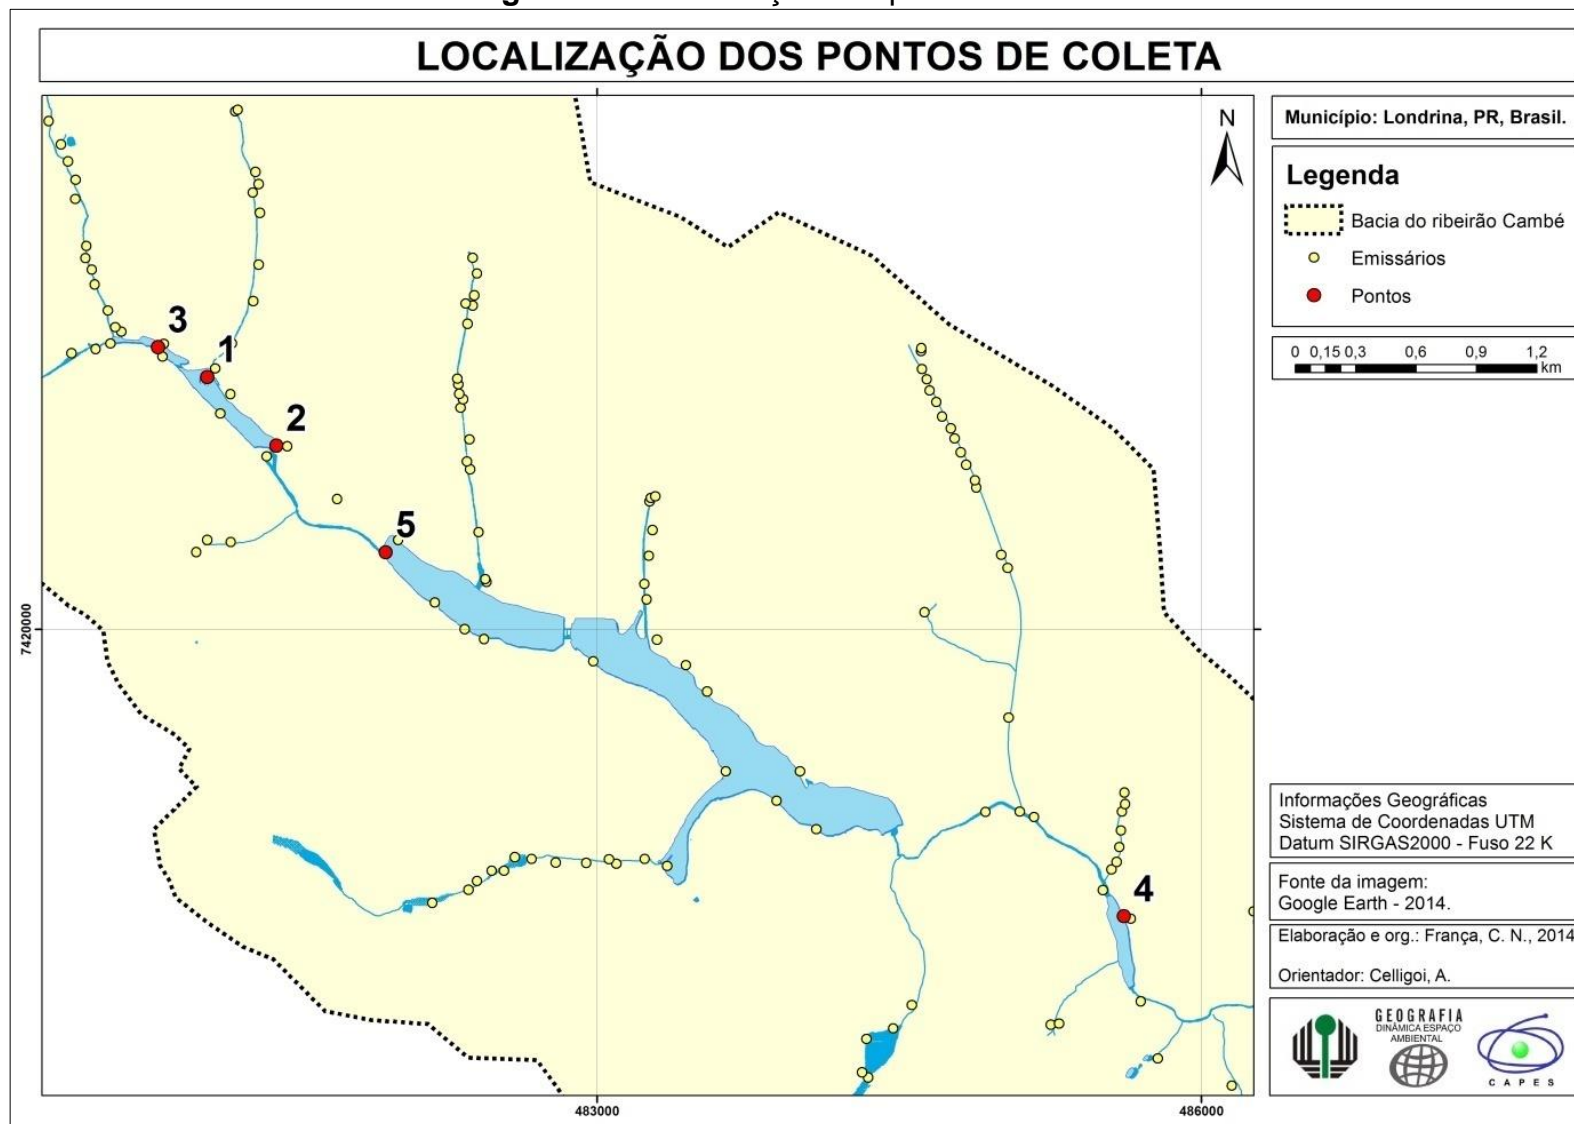 LOCALIZAÇÃO DOS PONTOS DE COLETA
N
Município: Londrina, PR, Brasil.
Legenda
Bacia do ribeirão Cambé
Emissários
Pontos
0 0,15 0,3 0,6 0,9 1,2
km
3
1
2
5
4
7420000
483000
486000
Informações Geográficas
Sistema de Coordenadas UTM
Datum SIRGAS2000 - Fuso 22 K
Fonte da imagem:
Google Earth - 2014.
Elaboração e org.: França, C. N., 2014
Orientador: Celligoi, A.
GEOGRAFIA
DINÂMICA ESPAÇO
AMBIENTAL
CAPES